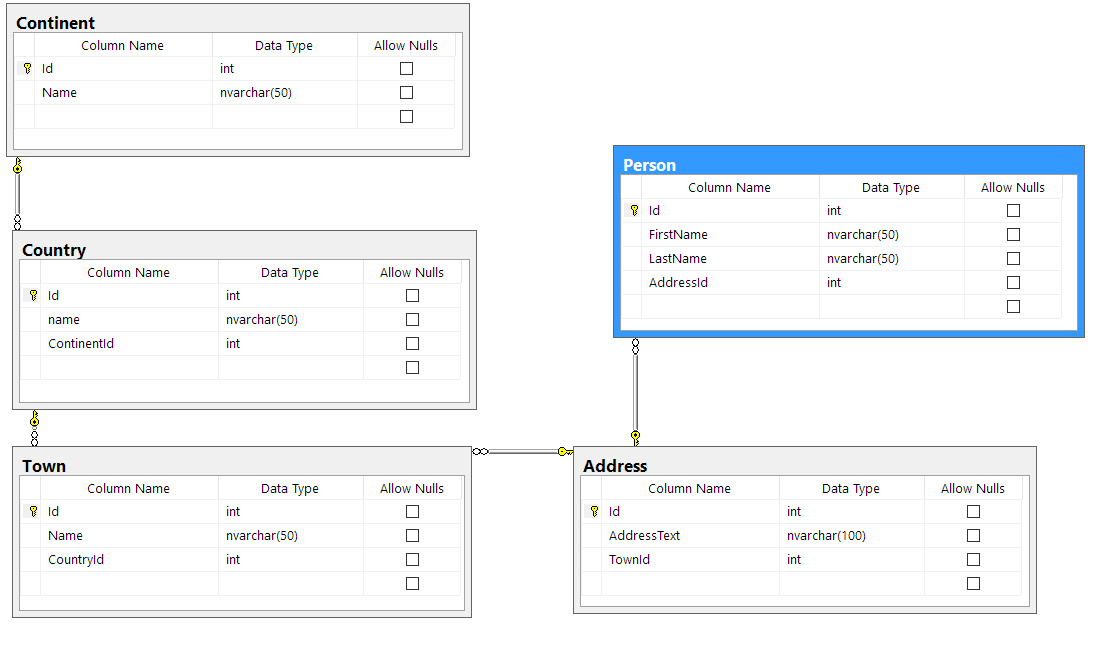 Continent
Column Name Data Type Allow Nulls
Id int
Name nvarchar(50)
Country
Column Name Data Type Allow Nulls
Id int
name nvarchar(50)
ContinentId int
Town
Column Name Data Type Allow Nulls
Id int
Name nvarchar(50)
CountryId int
Person
Column Name Data Type Allow Nulls
Id int
FirstName nvarchar(50)
LastName nvarchar(50)
AddressId int
Address
Column Name Data Type Allow Nulls
Id int
AddressText nvarchar(100)
TownId int